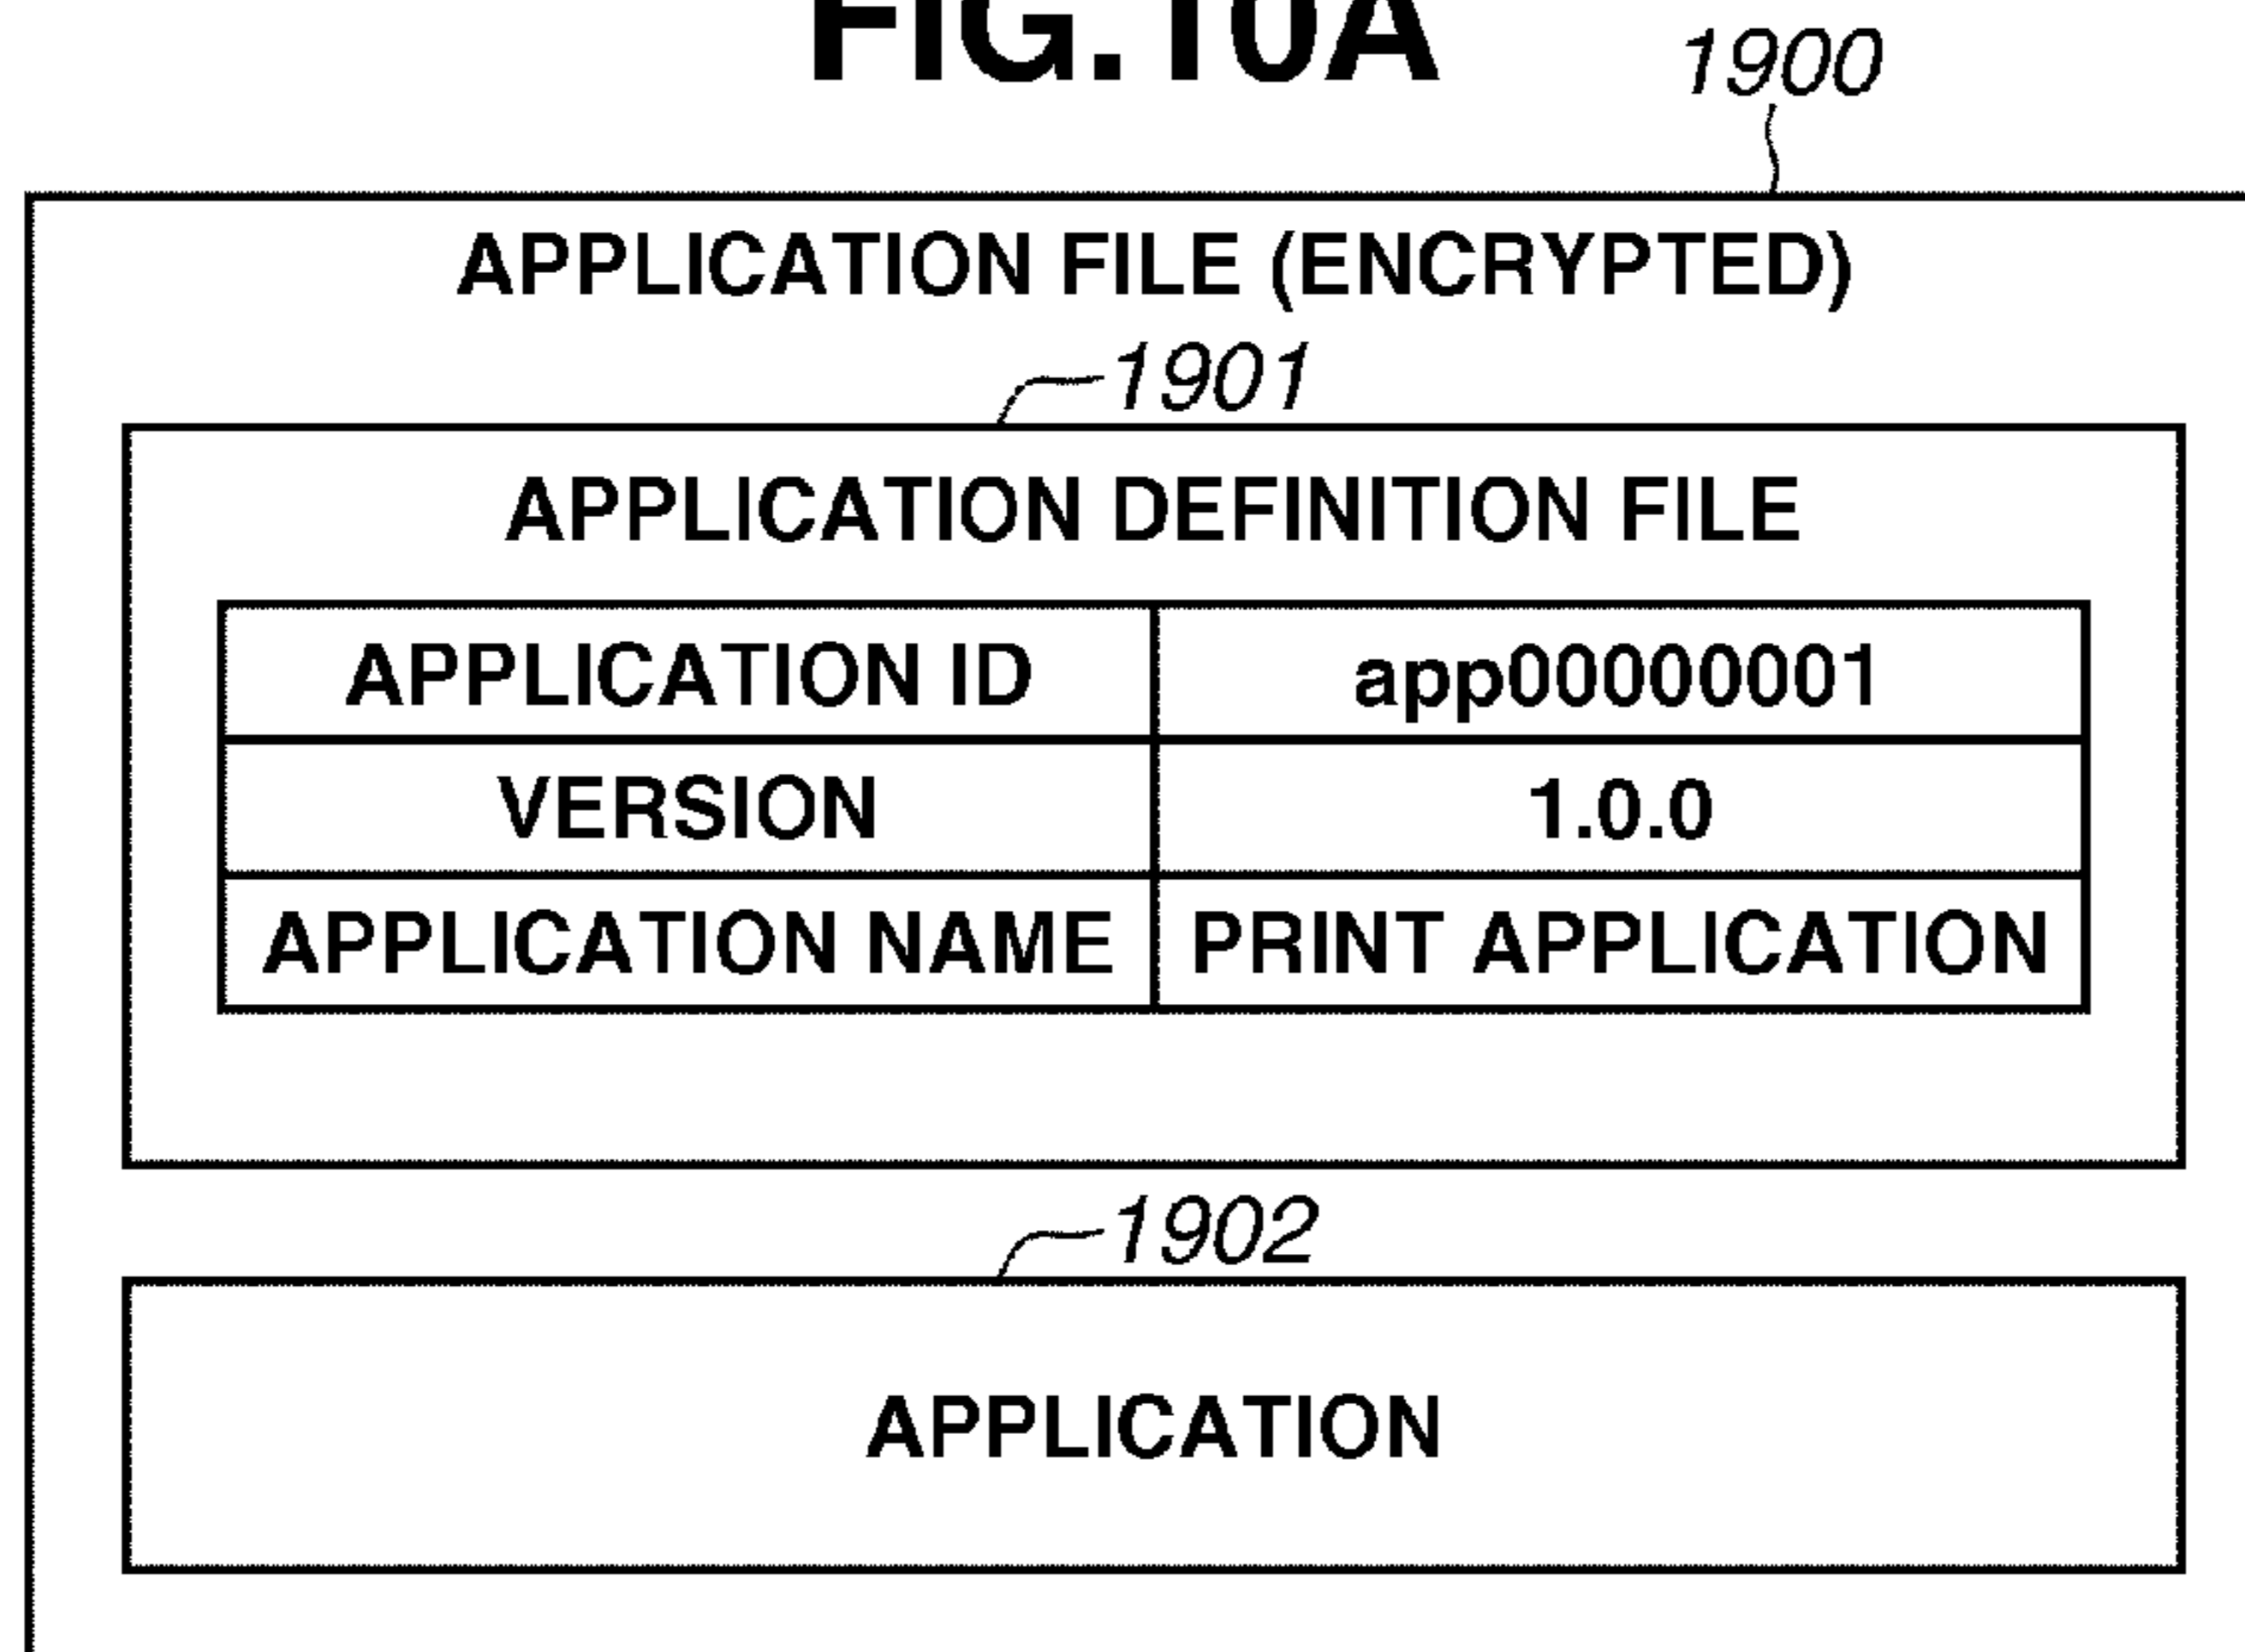 FIG.10A
1900
APPLICATION FILE (ENCRYPTED)
1901
APPLICATION DEFINITION FILE
APPLICATION ID app00000001
VERSION 1.0.0
APPLICATION NAME PRINT APPLICATION
1902
APPLICATION